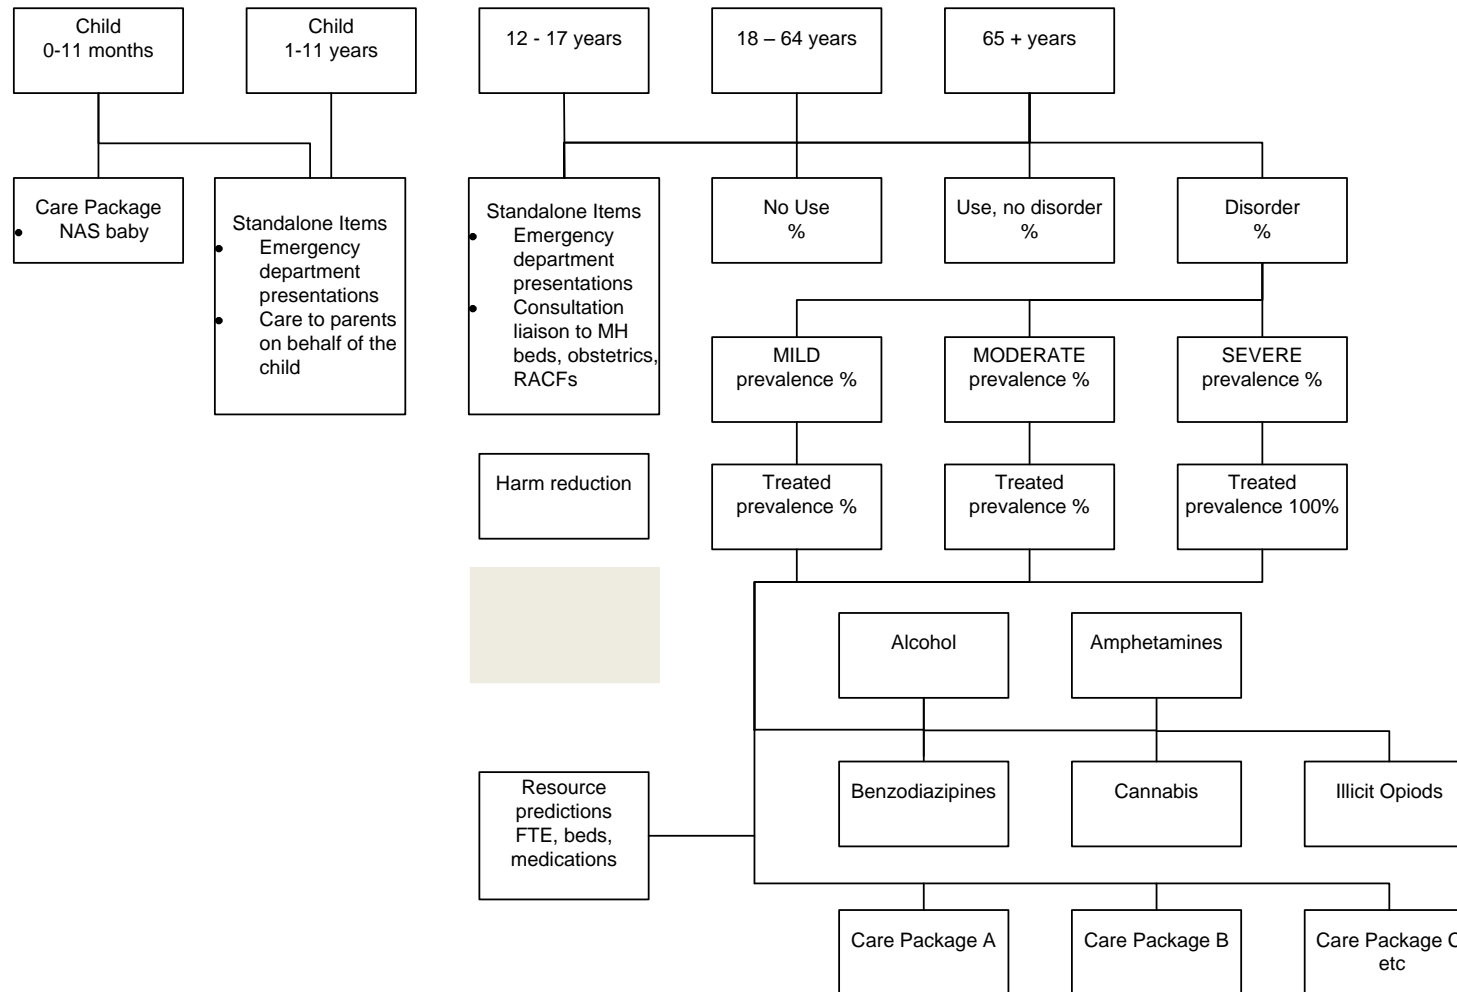 Child
0-11 months
Child
1-11 years
12 - 17 years
18 – 64 years
65 + years
Care Package
• NAS baby
Standalone Items
• Emergency
department
presentations
• Care to parents
on behalf of the
child
Standalone Items
• Emergency
department
presentations
• Consultation
liaison to MH
beds, obstetrics,
RACFs
No Use
%
Use, no disorder
%
Disorder
%
MILD
prevalence %
MODERATE
prevalence %
SEVERE
prevalence %
Harm reduction
Treated
prevalence %
Treated
prevalence %
Treated
prevalence 100%
Alcohol
Amphetamines
Resource
predictions
FTE, beds,
medications
Benzodiazipines
Cannabis
Illicit Opiods
Care Package A
Care Package B
Care Package C
etc